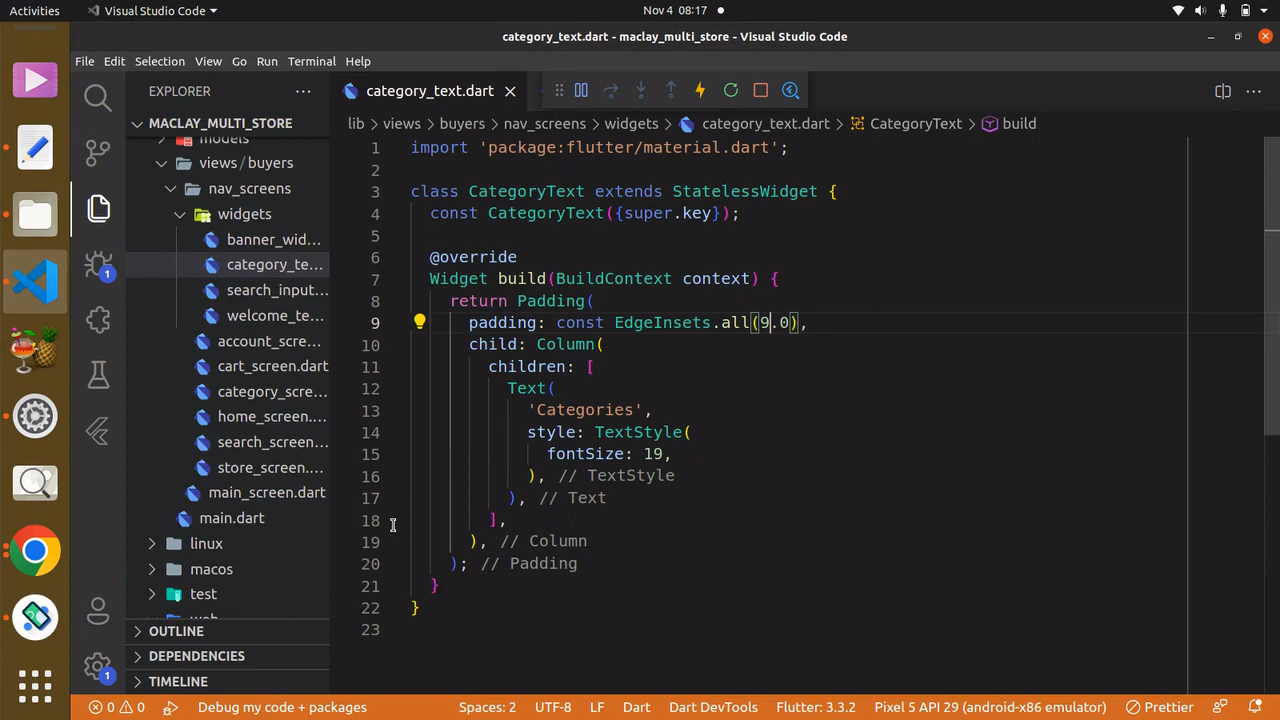 Activities
Visual Studio Code
Nov 4 08:17
category_text.dart - maclay_multi_store - Visual Studio Code
File Edit Selection View Go Run Terminal Help
EXPLORER
MACLAY_MULTI_STORE
models
views / buyers
nav_screens
widgets
banner_wid...
category_te...
search_input...
welcome_te...
account_scre...
cart_screen.dart
category_scre...
home_screen...
search_screen...
store_screen....
main_screen.dart
main.dart
linux
macos
test
web
OUTLINE
DEPENDENCIES
TIMELINE
1
1
category_text.dart
lib > views > buyers > nav_screens > widgets > category_text.dart > CategoryText > build
1 import 'package:flutter/material.dart';
2
3 class CategoryText extends StatelessWidget {
4 const CategoryText({super.key});
5
6 @override
7 Widget build(BuildContext context) {
8 return Padding(
9 padding: const EdgeInsets.all(9.0),
10 child: Column(
11 children: [
12 Text(
13 'Categories',
14 style: TextStyle(
15 fontSize: 19,
16 ), // TextStyle
17 ), // Text
18 ],
19 ), // Column
20 ); // Padding
21 }
22 }
23
0 0 Debug my code + packages Spaces: 2 UTF-8 LF Dart Dart DevTools Flutter: 3.3.2 Pixel 5 API 29 (android-x86 emulator) Prettier